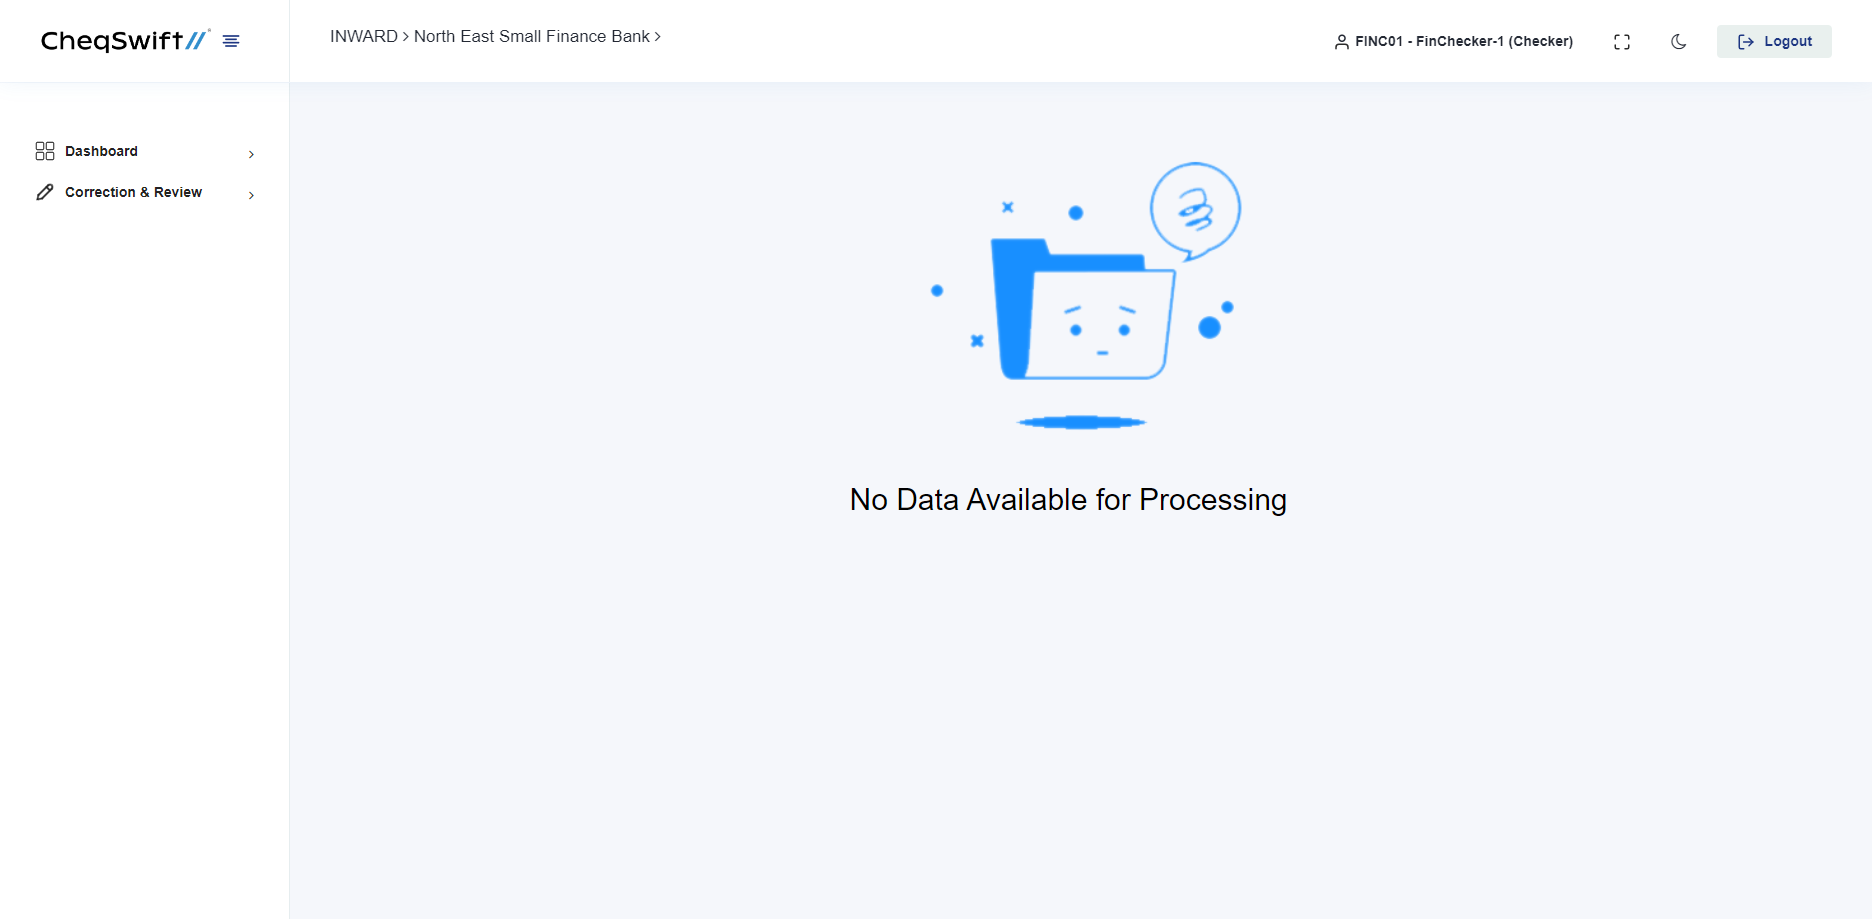 CheqSwift
INWARD > North East Small Finance Bank >
FINC01 - FinChecker-1 (Checker)
Logout
Dashboard
Correction & Review
No Data Available for Processing